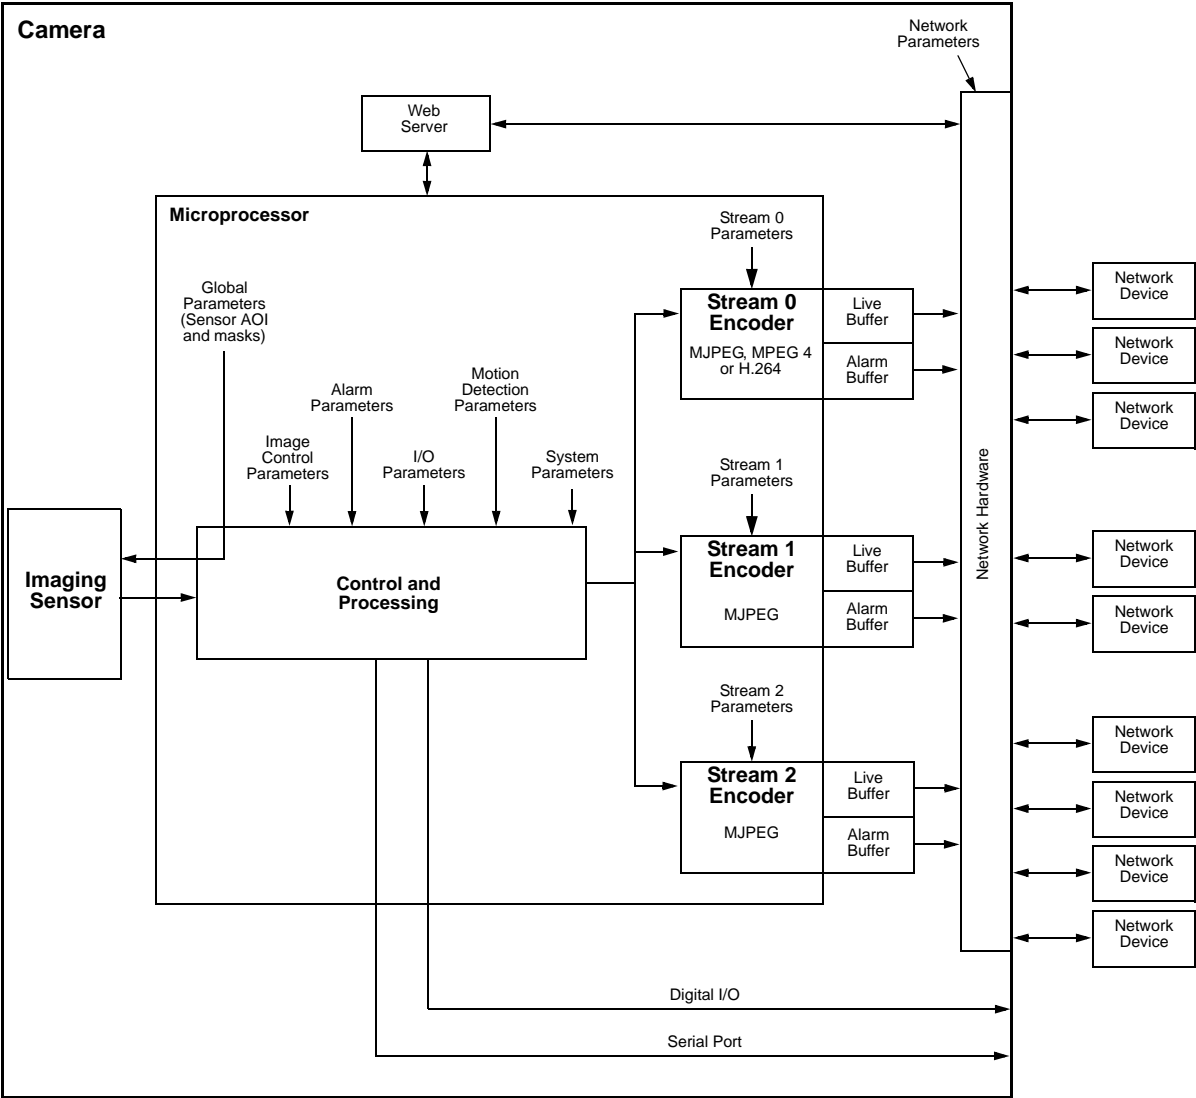 Camera
Network
Parameters
Web
Server
Microprocessor
Stream 0
Parameters
Global
Parameters
(Sensor AOI
and masks)
Stream 0
Encoder
MJPEG, MPEG 4
or H.264
Live
Buffer
Alarm
Buffer
Network
Device
Network
Device
Network
Device
Motion
Detection
Parameters
Alarm
Parameters
Image
Control
Parameters
I/O
Parameters
System
Parameters
Stream 1
Parameters
Network Hardware
Imaging
Sensor
Control and
Processing
Stream 1
Encoder
MJPEG
Live
Buffer
Alarm
Buffer
Network
Device
Network
Device
Stream 2
Parameters
Stream 2
Encoder
MJPEG
Live
Buffer
Alarm
Buffer
Network
Device
Network
Device
Network
Device
Network
Device
Digital I/O
Serial Port